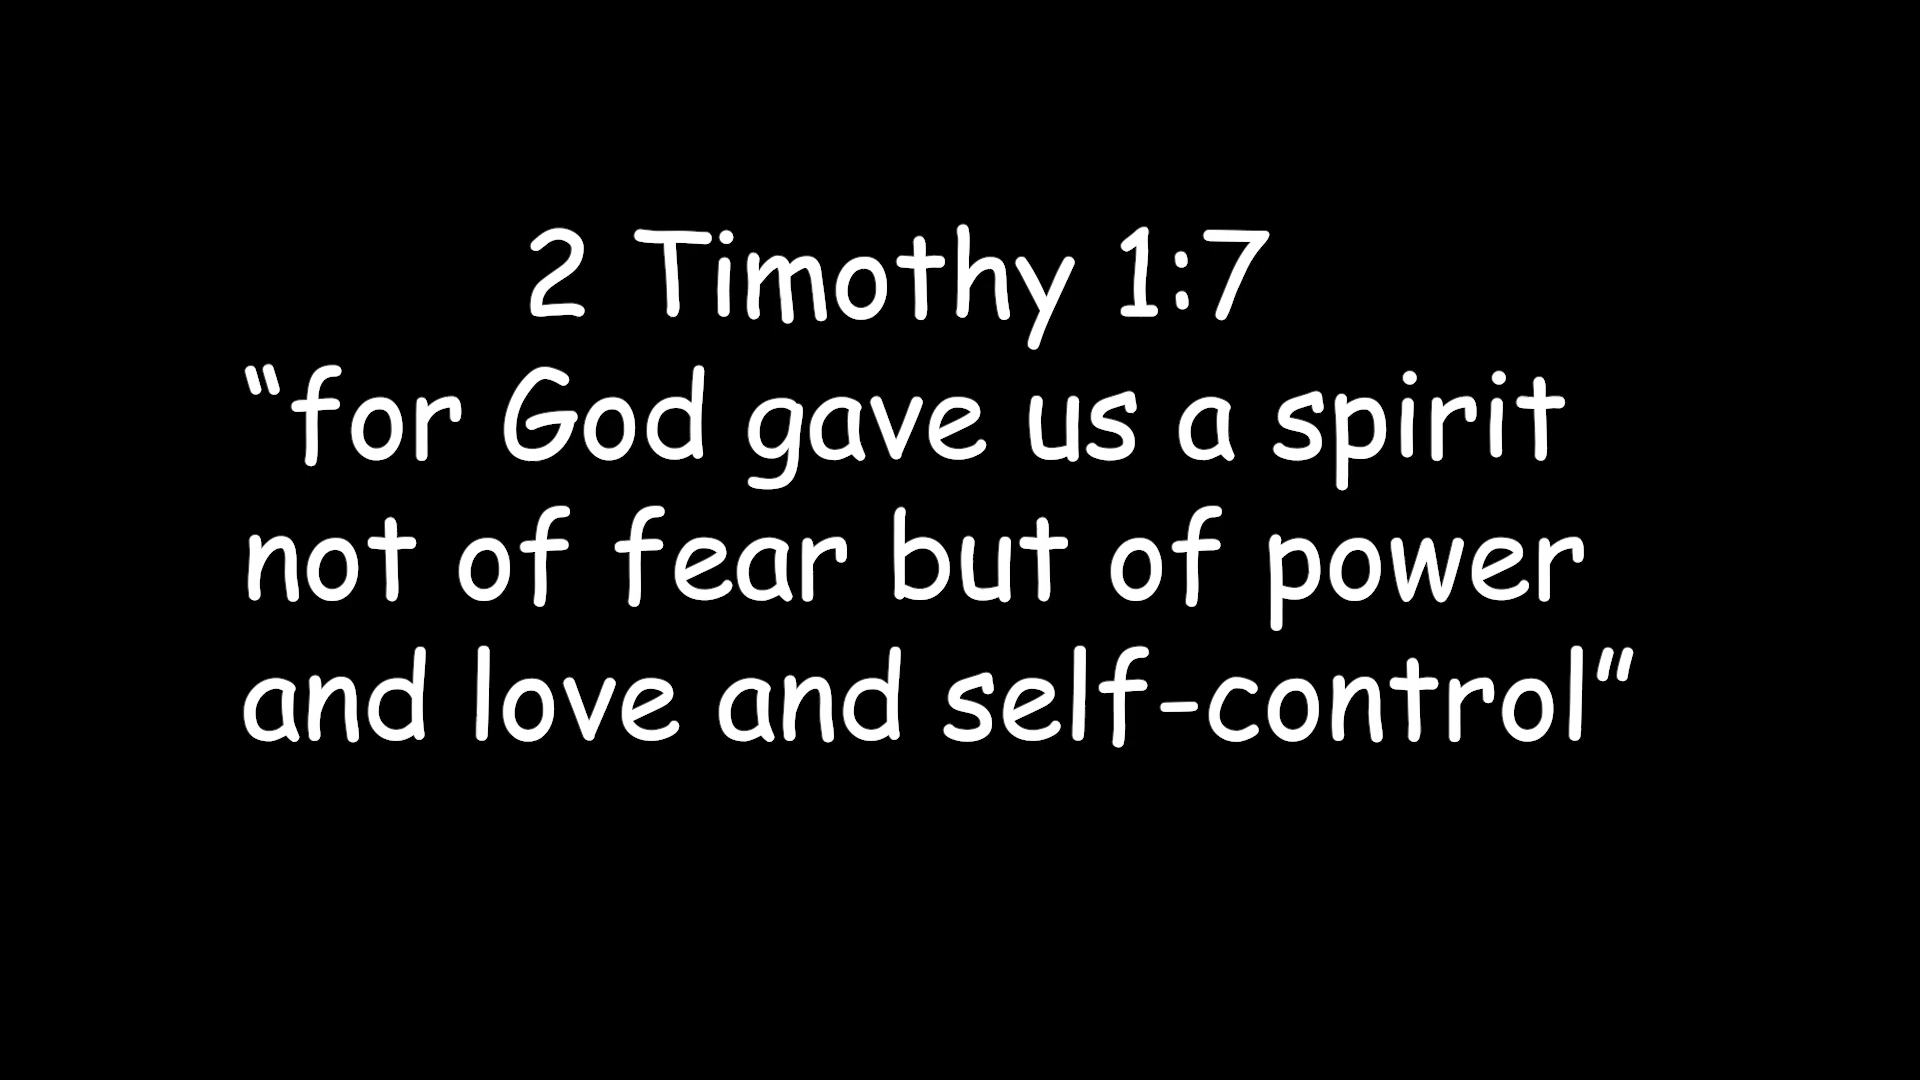 2 Timothy 1:7
“for God gave us a spirit
not of fear but of power
and love and self-control”